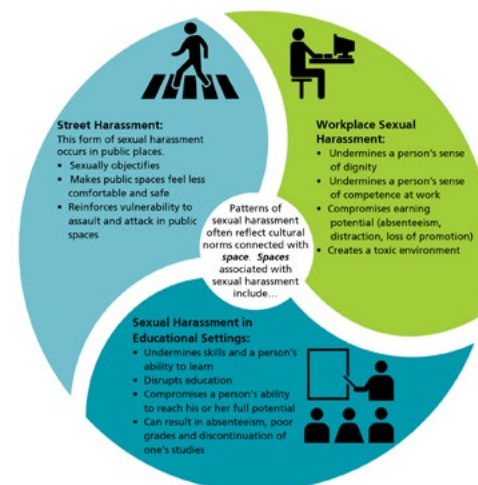 Street Harassment:
This form of sexual harassment
occurs in public places.
• Sexually objectifies
• Makes public spaces feel less
comfortable and safe
• Reinforces vulnerability to
assault and attack in public
spaces
Workplace Sexual
Harassment:
• Undermines a person's sense
of dignity
• Undermines a person's sense
of competence at work
• Compromises earning
potential (absenteeism,
distraction, loss of promotion)
• Creates a toxic environment
Patterns of
sexual harassment
often reflect cultural
norms connected with
space. Spaces
associated with
sexual harassment
include...
Sexual Harassment in
Educational Settings:
• Undermines skills and a person's
ability to learn
• Disrupts education
• Compromises a person's ability
to reach his or her full potential
• Can result in absenteeism, poor
grades and discontinuation of
one's studies